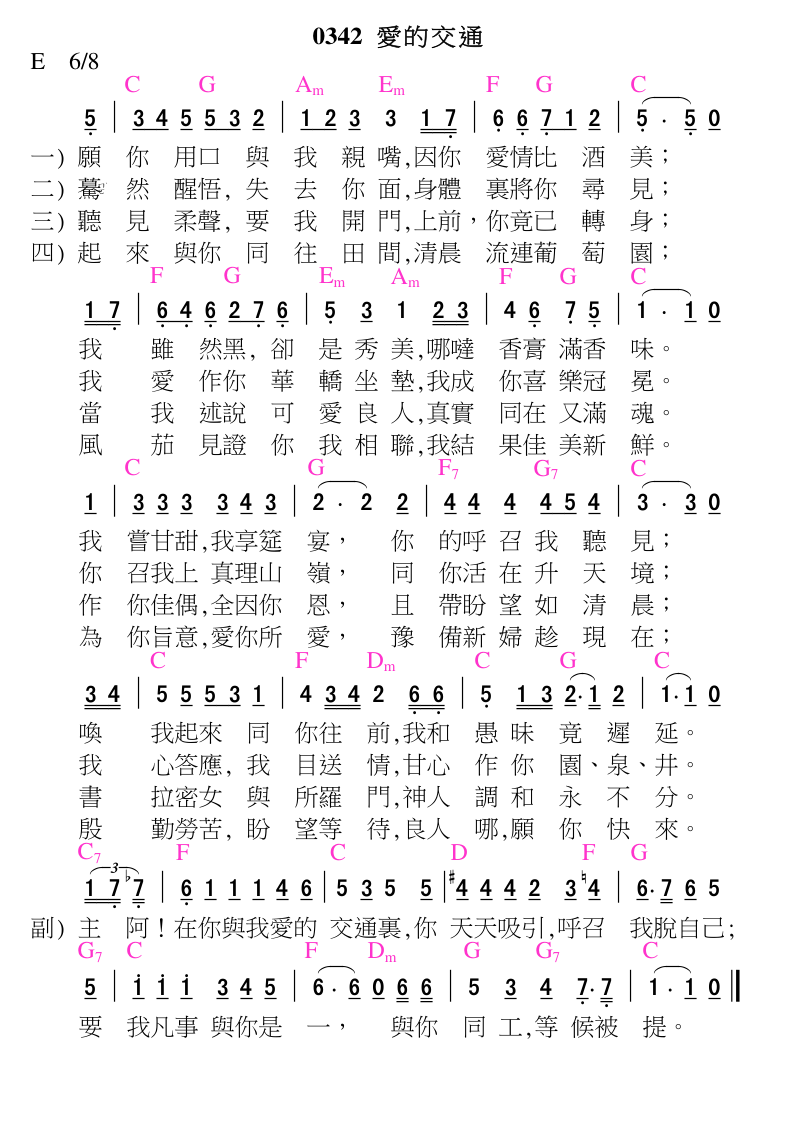 0342 愛的交通
E 6/8
C G Am Em F G C
5 | 3 4 5 5 3 2 | 1 2 3 3 1 7 | 6 6 7 1 2 | 5 . 5 0
一) 願 你 用口 與 我 親 嘴,因你 愛情比 酒 美；
二) 驀 然 醒悟, 失 去 你 面,身體 裏將你 尋 見；
三) 聽 見 柔聲, 要 我 開 門,上前，你竟已 轉 身；
四) 起 來 與你 同 往 田 間,清晨 流連葡 萄 園；
F G Em Am F G C
1 7 | 6 4 6 2 7 6 | 5 3 1 2 3 | 4 6 7 5 | 1 . 1 0
我 雖 然黑, 卻 是 秀 美,哪噠 香膏 滿香 味。
我 愛 作你 華 轎 坐 墊,我成 你喜 樂冠 冕。
當 我 述說 可 愛 良 人,真實 同在 又滿 魂。
風 茄 見證 你 我 相 聯,我結 果佳 美新 鮮。
C G F7 G7 C
1 | 3 3 3 3 4 3 | 2 . 2 2 | 4 4 4 4 5 4 | 3 . 3 0
我 嘗甘甜,我享筵 宴， 你 的呼 召 我 聽 見；
你 召我上 真理山 嶺， 同 你活 在 升 天 境；
作 你佳偶,全因你 恩， 且 帶盼 望 如 清 晨；
為 你旨意,愛你所 愛， 豫 備新 婦 趁 現 在；
C F Dm C G C
3 4 | 5 5 5 3 1 | 4 3 4 2 6 6 | 5 1 3 2. 1 2 | 1. 1 0
喚 我起來 同 你往 前,我和 愚 昧 竟 遲 延。
我 心答應, 我 目送 情,甘心 作 你 園、泉、井。
書 拉密女 與 所羅 門,神人 調 和 永 不 分。
殷 勤勞苦, 盼 望等 待,良人 哪,願 你 快 來。
C7 F C D F G
3
1 7 ♭7 | 6 1 1 1 4 6 | 5 3 5 5 | ♯4 4 4 2 3 ♮4 | 6. 7 6 5
副) 主 阿！在你與我愛的 交通裏,你 天天吸引,呼召 我脫自己;
G7 C F Dm G G7 C
5 | 1 1 1 3 4 5 | 6 . 6 0 6 6 | 5 3 4 7. 7 | 1 . 1 0
要 我凡事 與你是 一， 與你 同 工,等 候被 提。